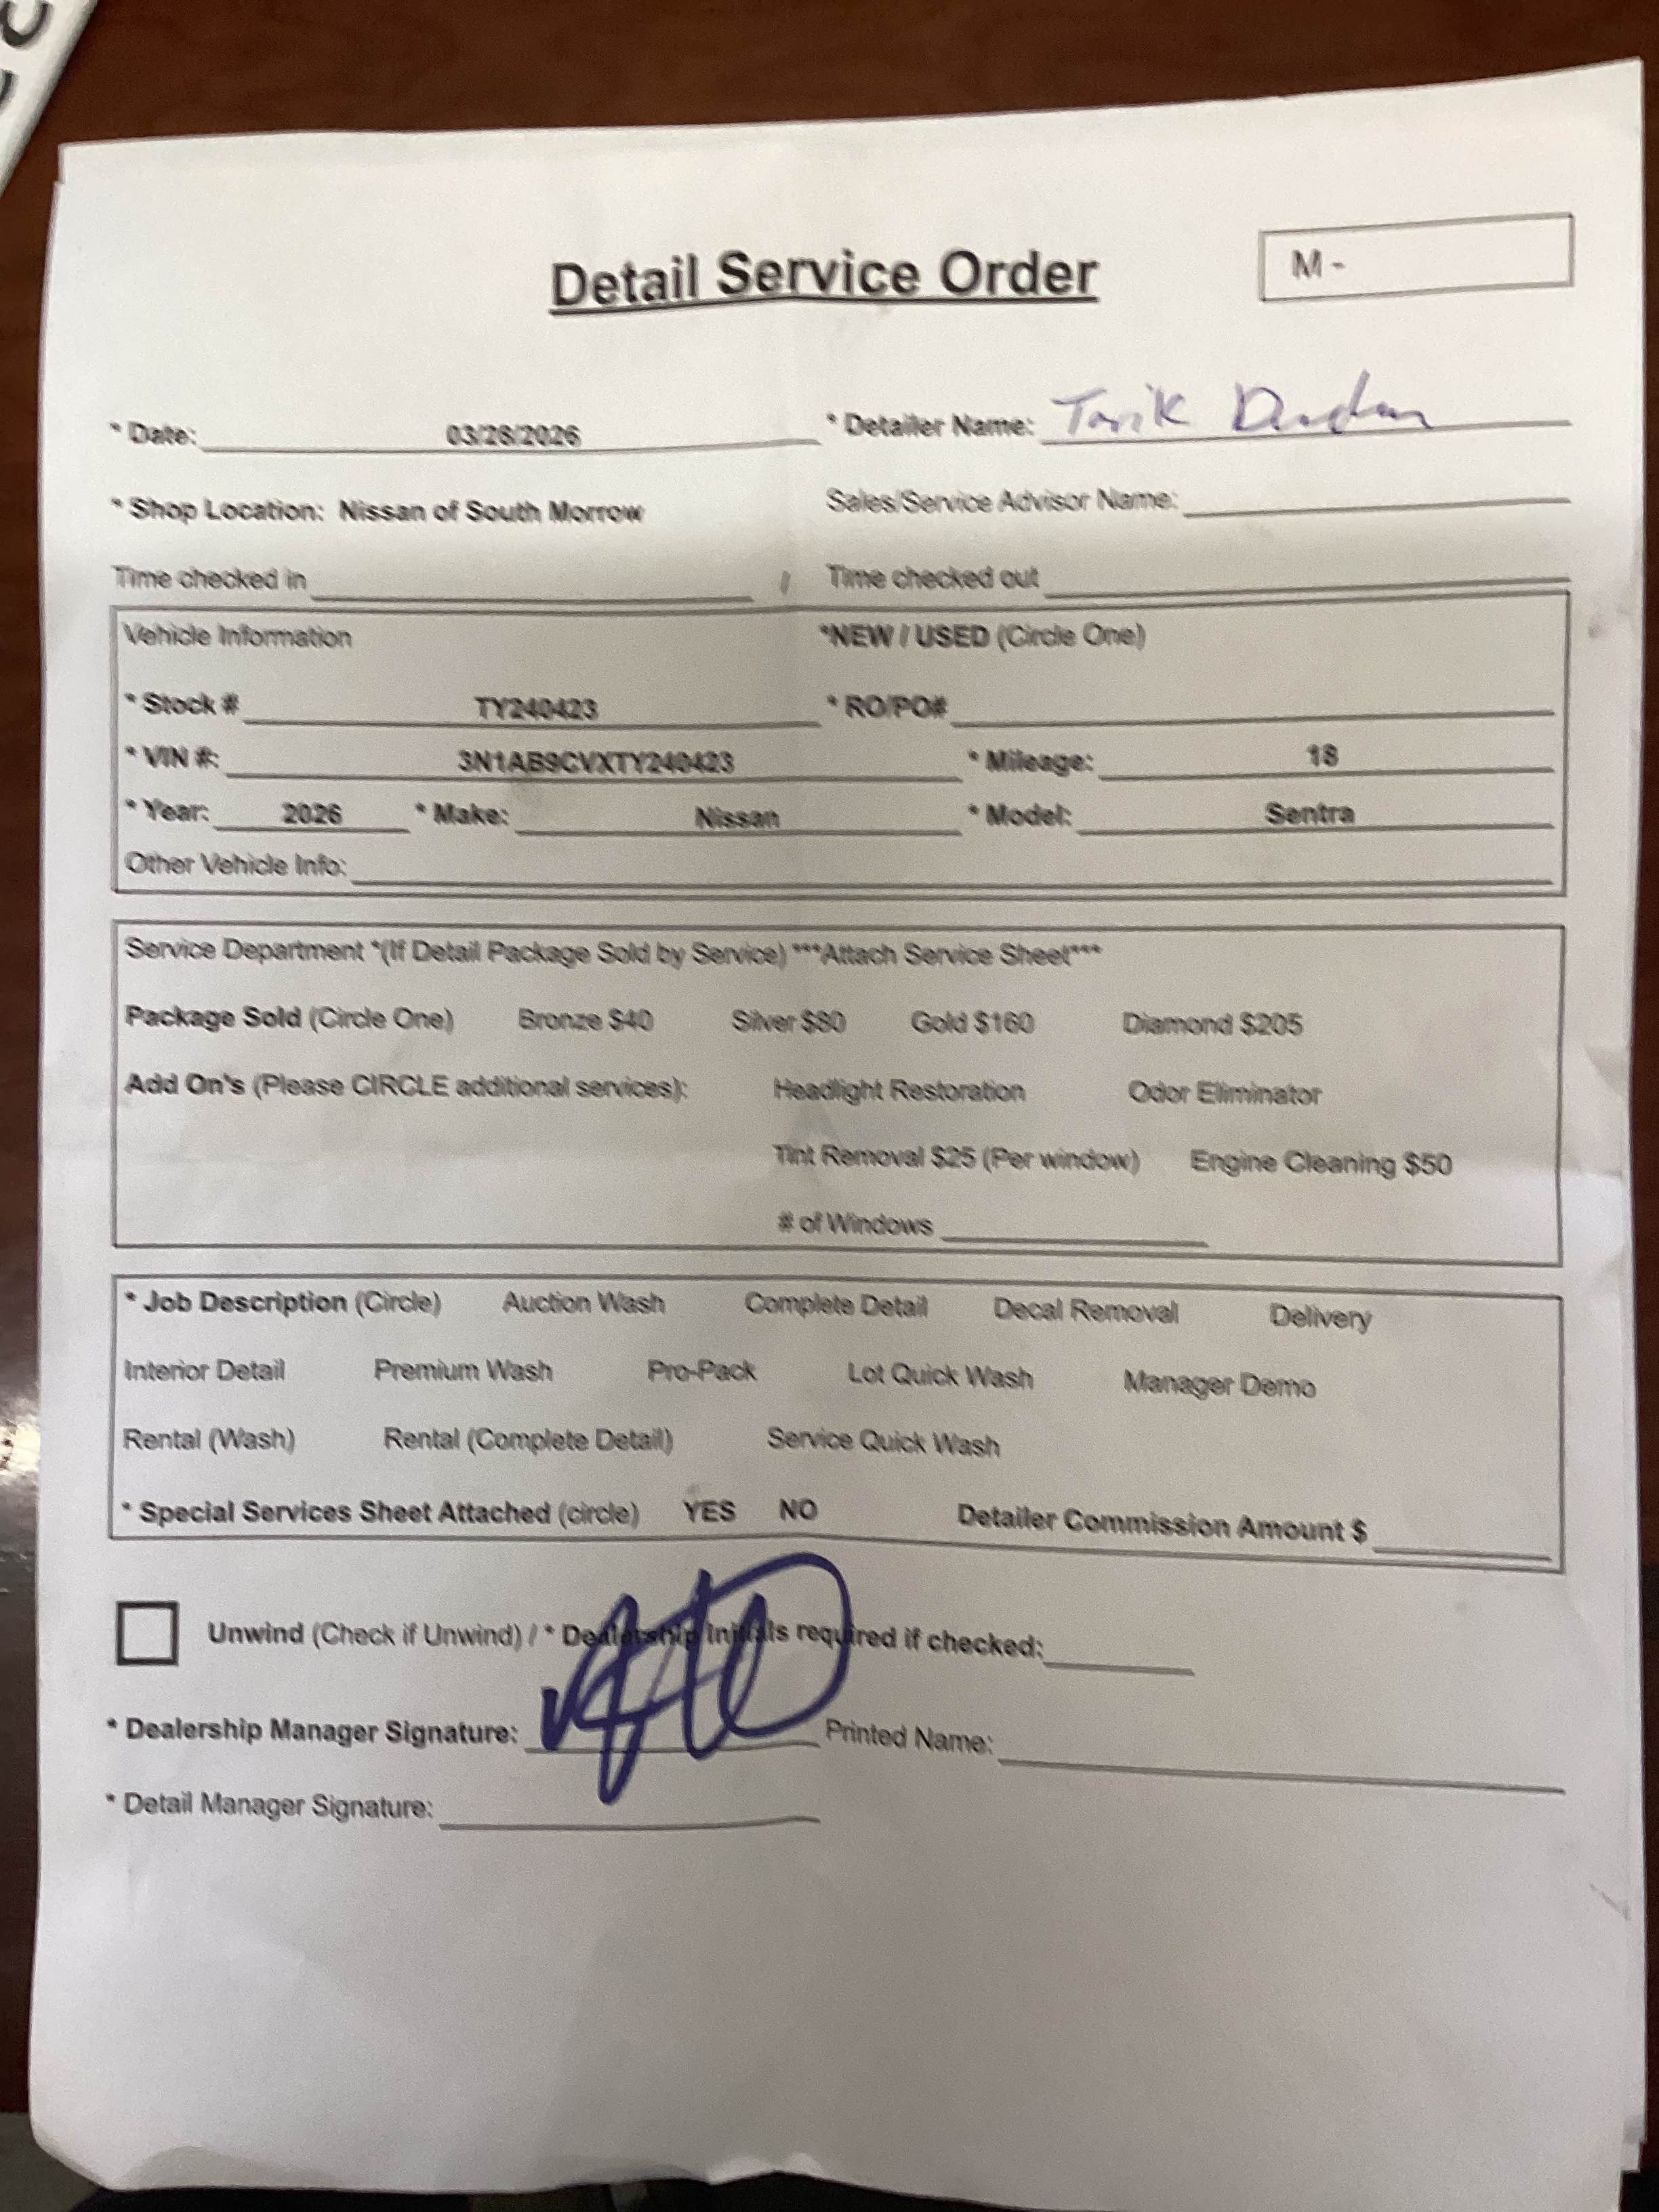 Detail Service Order
M -
* Date: 03/28/2026 * Detailer Name: Tarik
* Shop Location: Nissan of South Morrow Sales/Service Advisor Name:
Time checked in / Time checked out
Vehicle Information *NEW / USED (Circle One)
* Stock # TY240423 * RO/PO#
* VIN #: 3N1AB9CVXTY240423 * Mileage: 18
* Year: 2026 * Make: Nissan * Model: Sentra
Other Vehicle Info:
Service Department *(If Detail Package Sold by Service) ***Attach Service Sheet***
Package Sold (Circle One) Bronze $40 Silver $80 Gold $160 Diamond $205
Add On's (Please CIRCLE additional services): Headlight Restoration Odor Eliminator
Tint Removal $25 (Per window) Engine Cleaning $50
# of Windows
* Job Description (Circle) Auction Wash Complete Detail Decal Removal Delivery
Interior Detail Premium Wash Pro-Pack Lot Quick Wash Manager Demo
Rental (Wash) Rental (Complete Detail) Service Quick Wash
* Special Services Sheet Attached (circle) YES NO Detailer Commission Amount $
Unwind (Check if Unwind) / * Dealership Initials required if checked:
* Dealership Manager Signature: Printed Name:
* Detail Manager Signature: